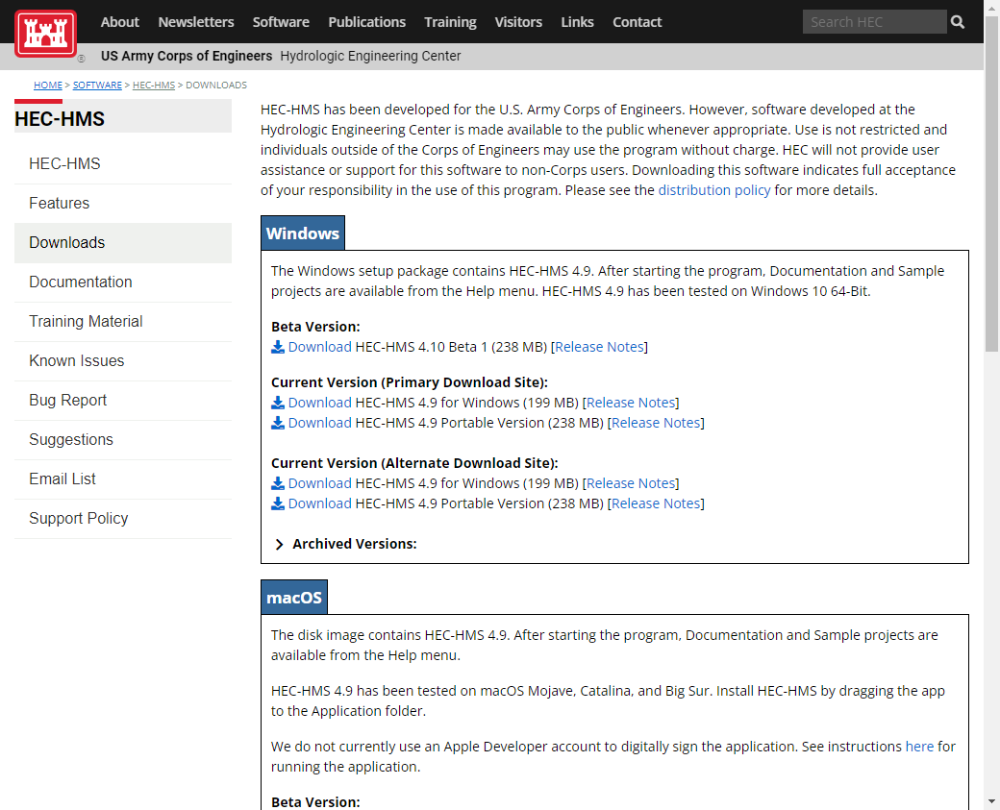 About Newsletters Software Publications Training Visitors Links Contact Search HEC
® US Army Corps of Engineers Hydrologic Engineering Center
HOME > SOFTWARE > HEC-HMS > DOWNLOADS
HEC-HMS
HEC-HMS
Features
Downloads
Documentation
Training Material
Known Issues
Bug Report
Suggestions
Email List
Support Policy
HEC-HMS has been developed for the U.S. Army Corps of Engineers. However, software developed at the
Hydrologic Engineering Center is made available to the public whenever appropriate. Use is not restricted and
individuals outside of the Corps of Engineers may use the program without charge. HEC will not provide user
assistance or support for this software to non-Corps users. Downloading this software indicates full acceptance
of your responsibility in the use of this program. Please see the distribution policy for more details.
Windows
The Windows setup package contains HEC-HMS 4.9. After starting the program, Documentation and Sample
projects are available from the Help menu. HEC-HMS 4.9 has been tested on Windows 10 64-Bit.
Beta Version:
Download HEC-HMS 4.10 Beta 1 (238 MB) [Release Notes]
Current Version (Primary Download Site):
Download HEC-HMS 4.9 for Windows (199 MB) [Release Notes]
Download HEC-HMS 4.9 Portable Version (238 MB) [Release Notes]
Current Version (Alternate Download Site):
Download HEC-HMS 4.9 for Windows (199 MB) [Release Notes]
Download HEC-HMS 4.9 Portable Version (238 MB) [Release Notes]
Archived Versions:
macOS
The disk image contains HEC-HMS 4.9. After starting the program, Documentation and Sample projects are
available from the Help menu.
HEC-HMS 4.9 has been tested on macOS Mojave, Catalina, and Big Sur. Install HEC-HMS by dragging the app
to the Application folder.
We do not currently use an Apple Developer account to digitally sign the application. See instructions here for
running the application.
Beta Version: